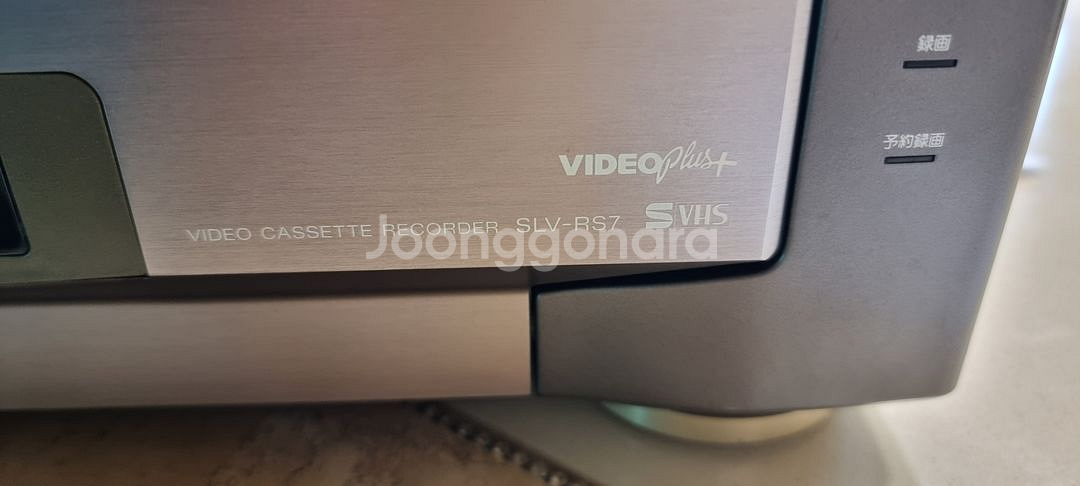 録画
予約録画
VIDEO Plus+
VIDEO CASSETTE RECORDER SLV-RS7 S VHS
Joonggonara